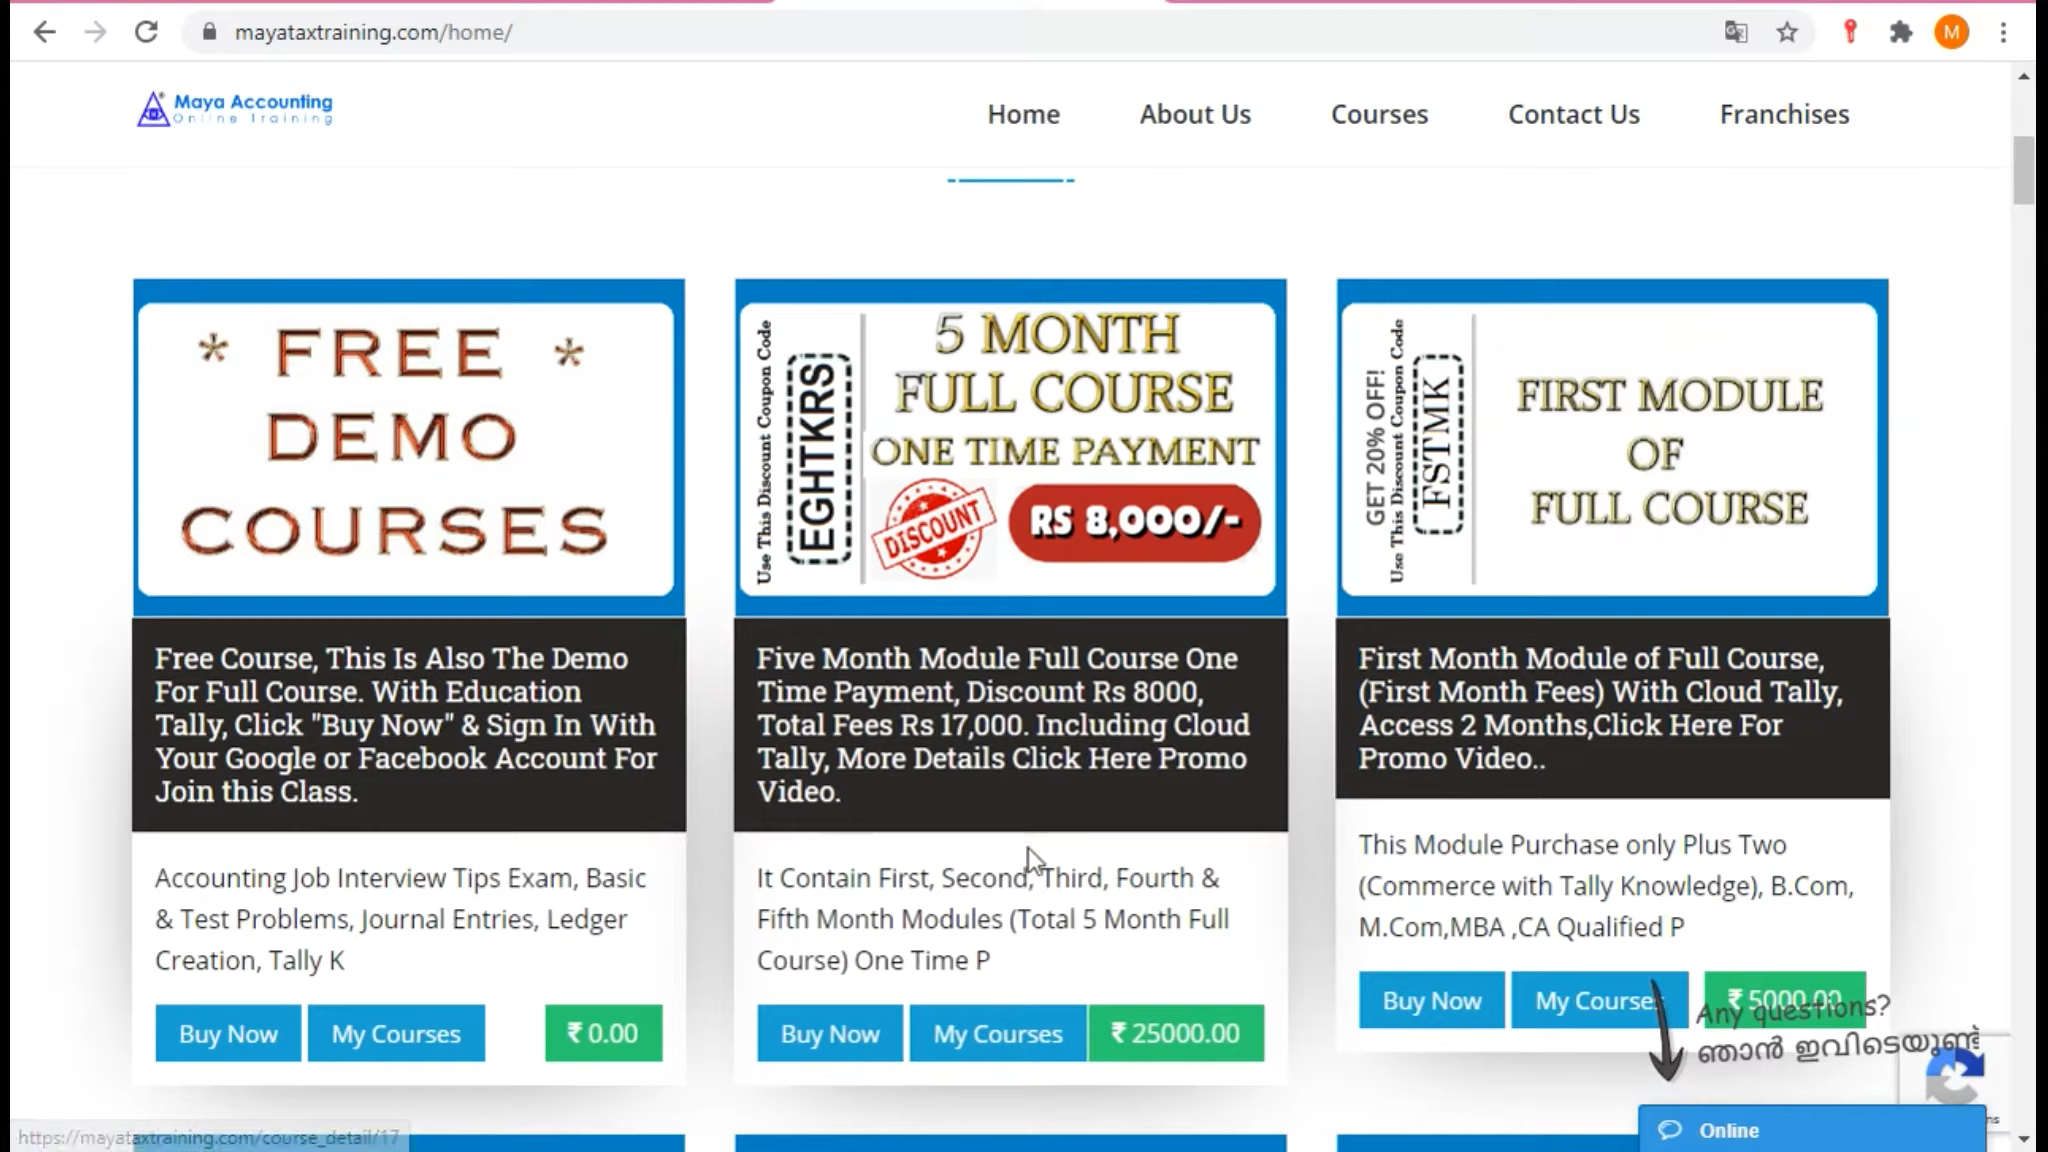 mayataxtraining.com/home/
M
Maya Accounting
Online Training
Home
About Us
Courses
Contact Us
Franchises
* FREE *
DEMO
COURSES
Use This Discount Coupon Code
EGHTKRS
5 MONTH
FULL COURSE
ONE TIME PAYMENT
DISCOUNT
RS 8,000/-
GET 20% OFF!
Use This Discount Coupon Code
FSTMK
FIRST MODULE
OF
FULL COURSE
Free Course, This Is Also The Demo
For Full Course. With Education
Tally, Click "Buy Now" & Sign In With
Your Google or Facebook Account For
Join this Class.
Accounting Job Interview Tips Exam, Basic
& Test Problems, Journal Entries, Ledger
Creation, Tally K
Buy Now
My Courses
₹ 0.00
Five Month Module Full Course One
Time Payment, Discount Rs 8000,
Total Fees Rs 17,000. Including Cloud
Tally, More Details Click Here Promo
Video.
It Contain First, Second, Third, Fourth &
Fifth Month Modules (Total 5 Month Full
Course) One Time P
Buy Now
My Courses
₹ 25000.00
First Month Module of Full Course,
(First Month Fees) With Cloud Tally,
Access 2 Months,Click Here For
Promo Video..
This Module Purchase only Plus Two
(Commerce with Tally Knowledge), B.Com,
M.Com,MBA ,CA Qualified P
Buy Now
My Courses
₹ 5000.00
Any questions?
ഞാൻ ഇവിടെയുണ്ട്
https://mayataxtraining.com/course_detail/17
Online